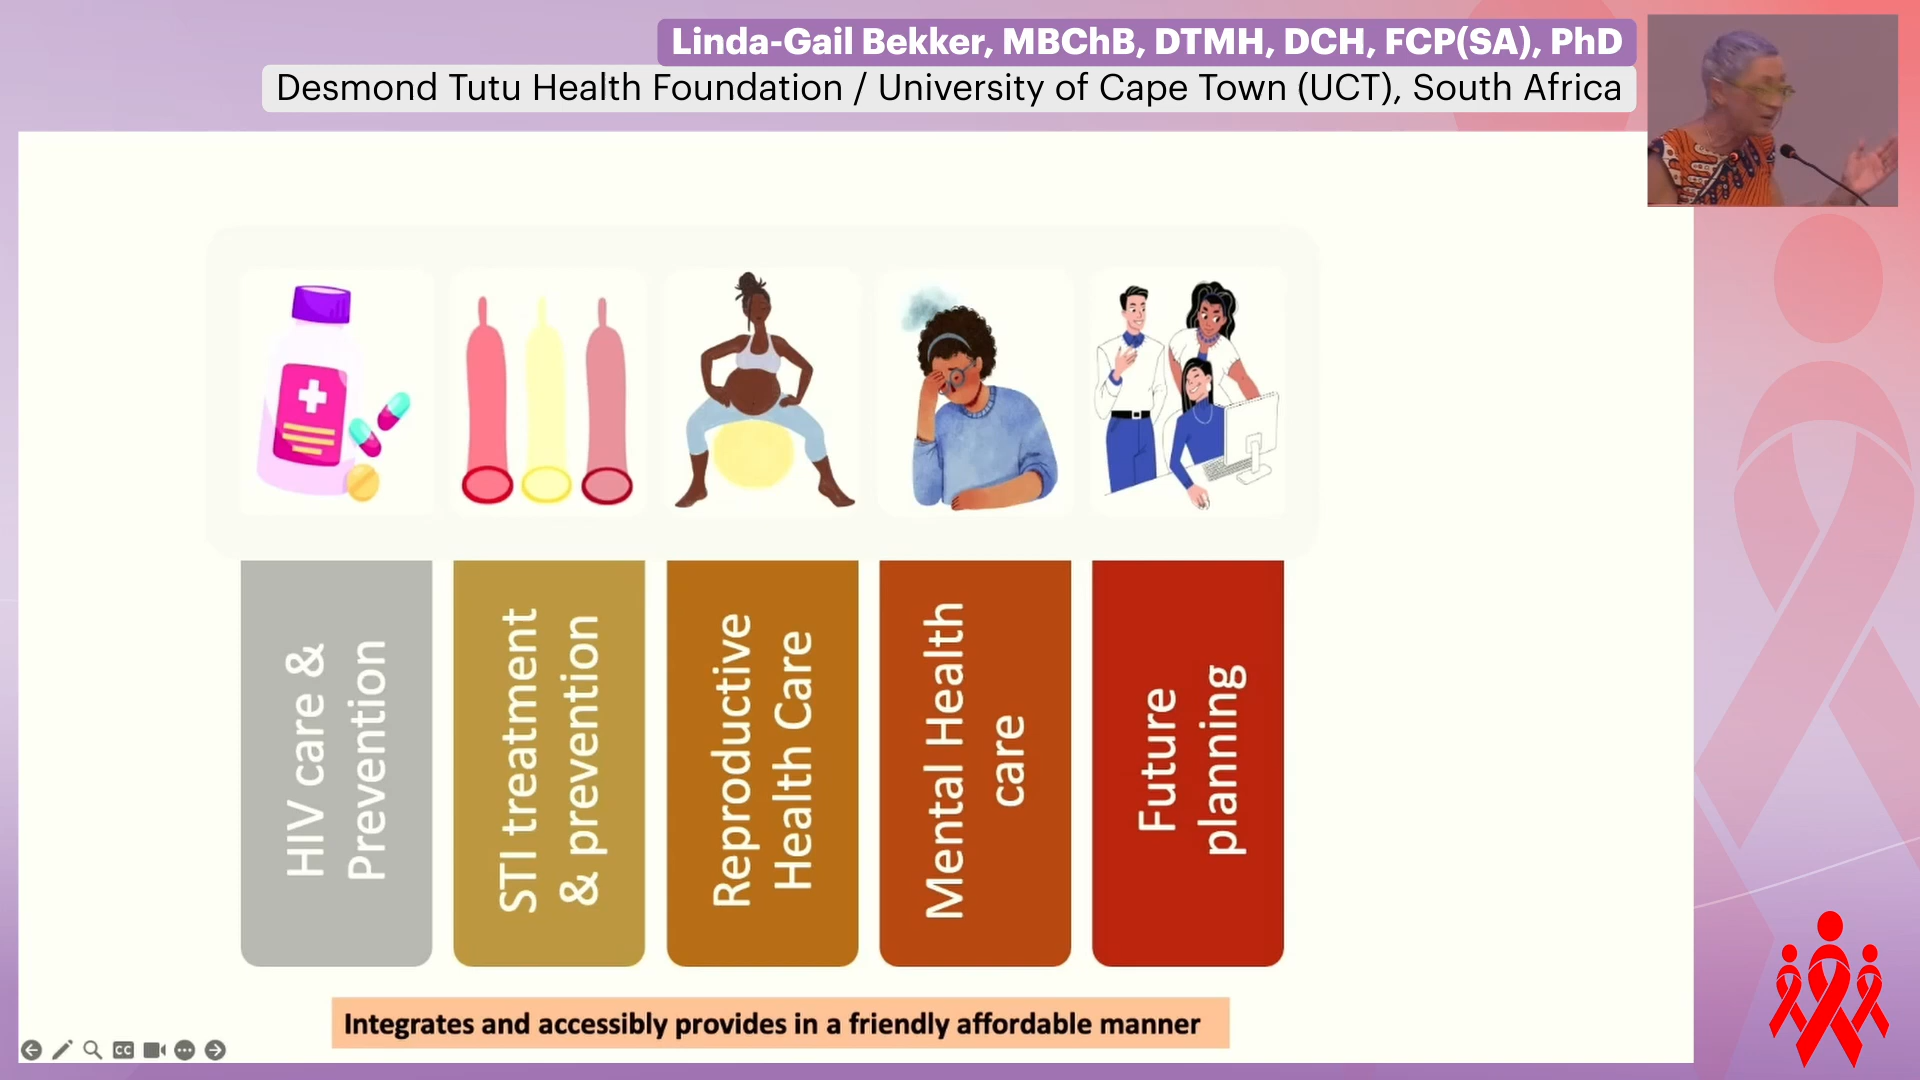 Linda-Gail Bekker, MBChB, DTMH, DCH, FCP(SA), PhD
Desmond Tutu Health Foundation / University of Cape Town (UCT), South Africa
HIV care &
Prevention
STI treatment
& prevention
Reproductive
Health Care
Mental Health
care
Future
planning
Integrates and accessibly provides in a friendly affordable manner
CC